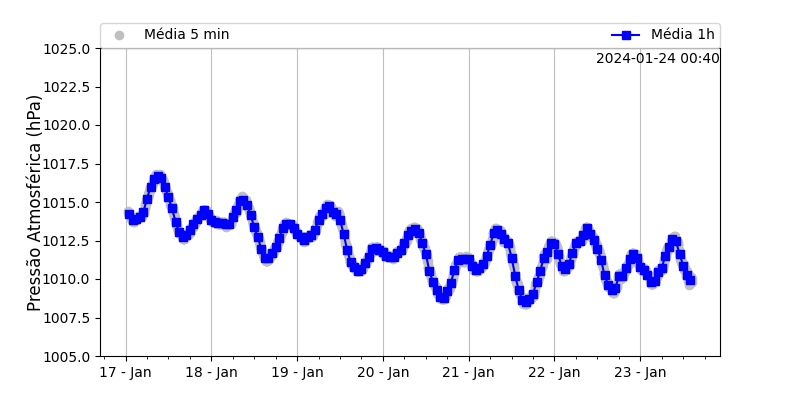 Média 5 min
Média 1h
2024-01-24 00:40
Pressão Atmosférica (hPa)
1025.0
1022.5
1020.0
1017.5
1015.0
1012.5
1010.0
1007.5
1005.0
17 - Jan
18 - Jan
19 - Jan
20 - Jan
21 - Jan
22 - Jan
23 - Jan